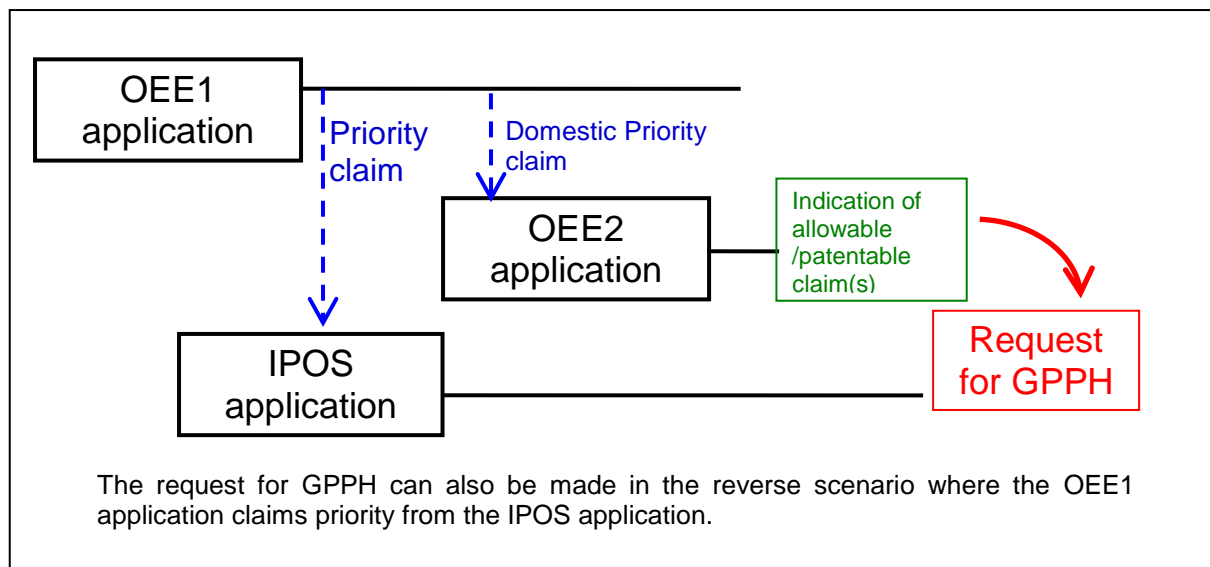 OEE1
application
Priority
claim
Domestic Priority
claim
OEE2
application
Indication of
allowable
/patentable
claim(s)
IPOS
application
Request
for GPPH
The request for GPPH can also be made in the reverse scenario where the OEE1
application claims priority from the IPOS application.